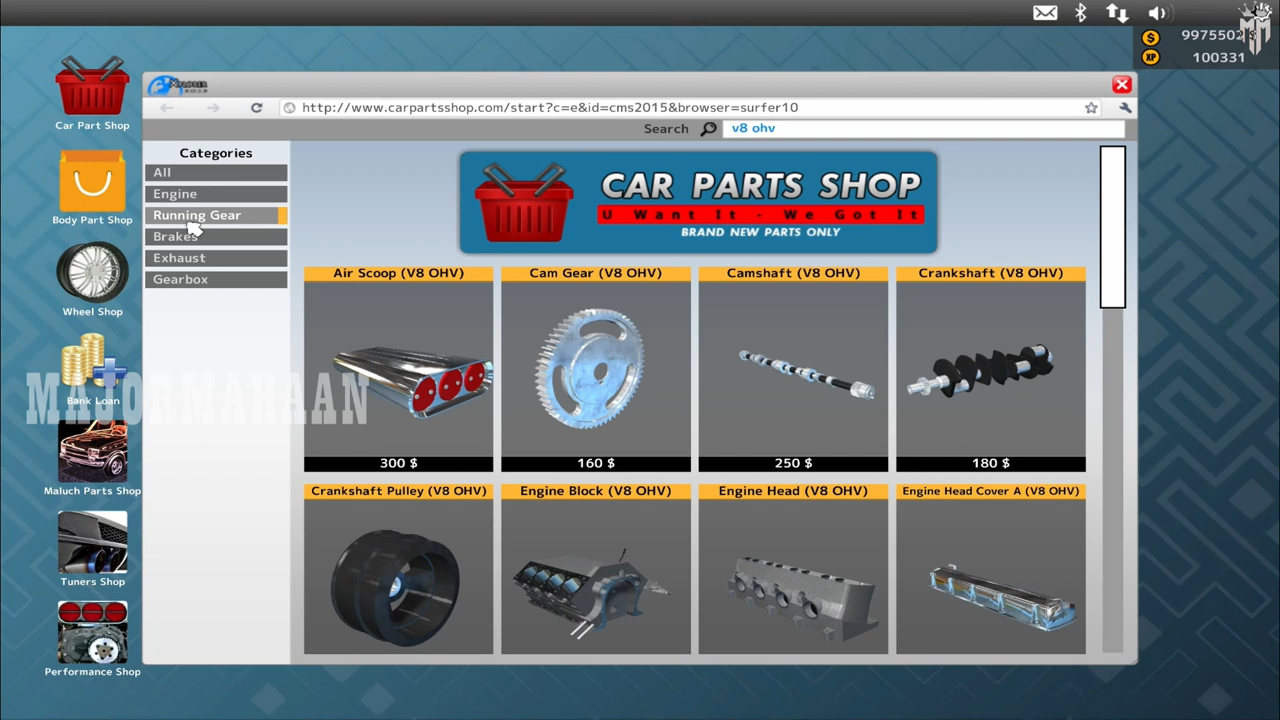 9975502
XP
100331
Car Part Shop
Body Part Shop
Wheel Shop
Bank Loan
Maluch Parts Shop
Tuners Shop
Performance Shop
MAJORMAHAAN
http://www.carpartsshop.com/start?c=e&id=cms2015&browser=surfer10
Search
v8 ohv
Categories
All
Engine
Running Gear
Brakes
Exhaust
Gearbox
CAR PARTS SHOP
U Want It - We Got It
BRAND NEW PARTS ONLY
Air Scoop (V8 OHV)
Cam Gear (V8 OHV)
Camshaft (V8 OHV)
Crankshaft (V8 OHV)
300 $
160 $
250 $
180 $
Crankshaft Pulley (V8 OHV)
Engine Block (V8 OHV)
Engine Head (V8 OHV)
Engine Head Cover A (V8 OHV)